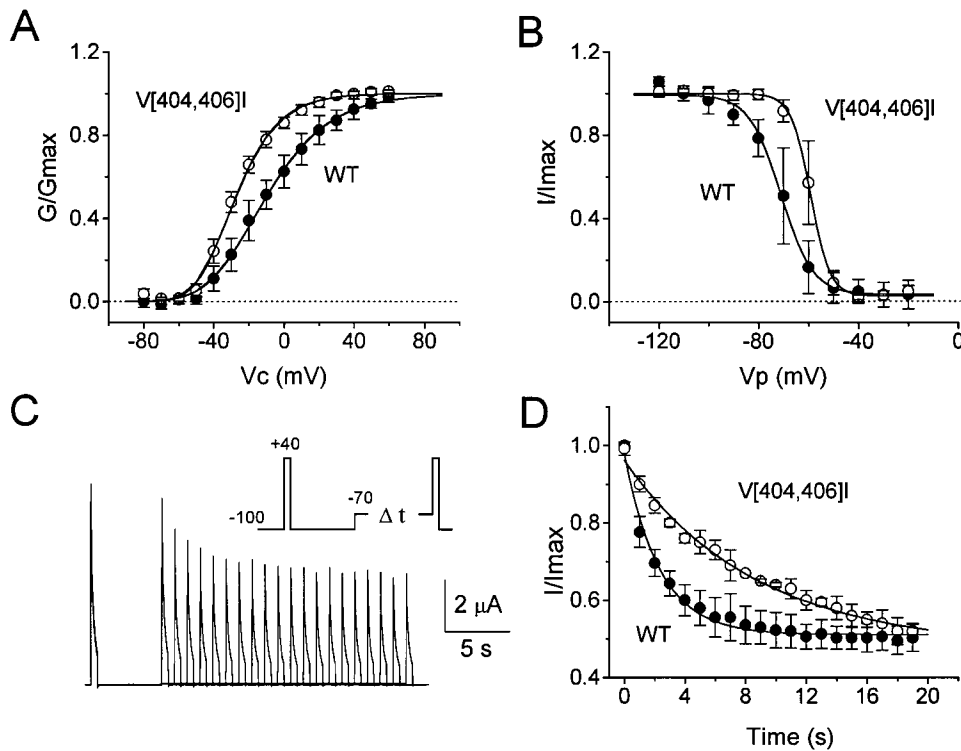 A
1.2
0.8
0.4
0.0
G/Gmax
V[404,406]I
WT
-80
-40
0
40
80
Vc (mV)
B
1.2
0.8
0.4
0.0
I/Imax
V[404,406]I
WT
-120
-80
-40
0
Vp (mV)
C
+40
-100
-70
Δ t
2 μA
5 s
D
1.0
0.8
0.6
0.4
I/Imax
V[404,406]I
WT
0
4
8
12
16
20
Time (s)